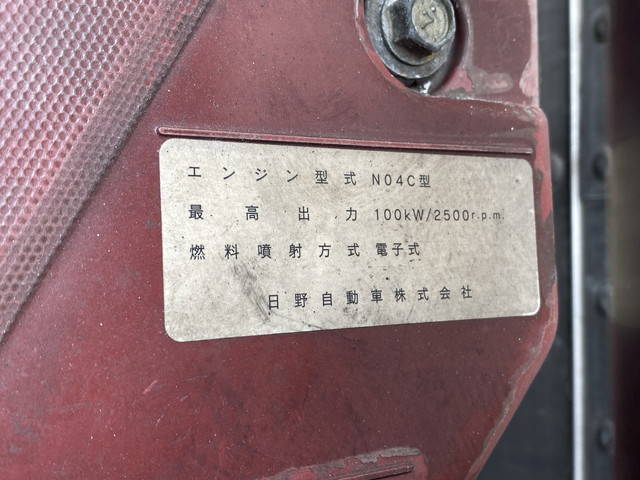 エンジン型式 N04C型
最高出力 100kW/2500r.p.m.
燃料噴射方式 電子式
日野自動車株式会社